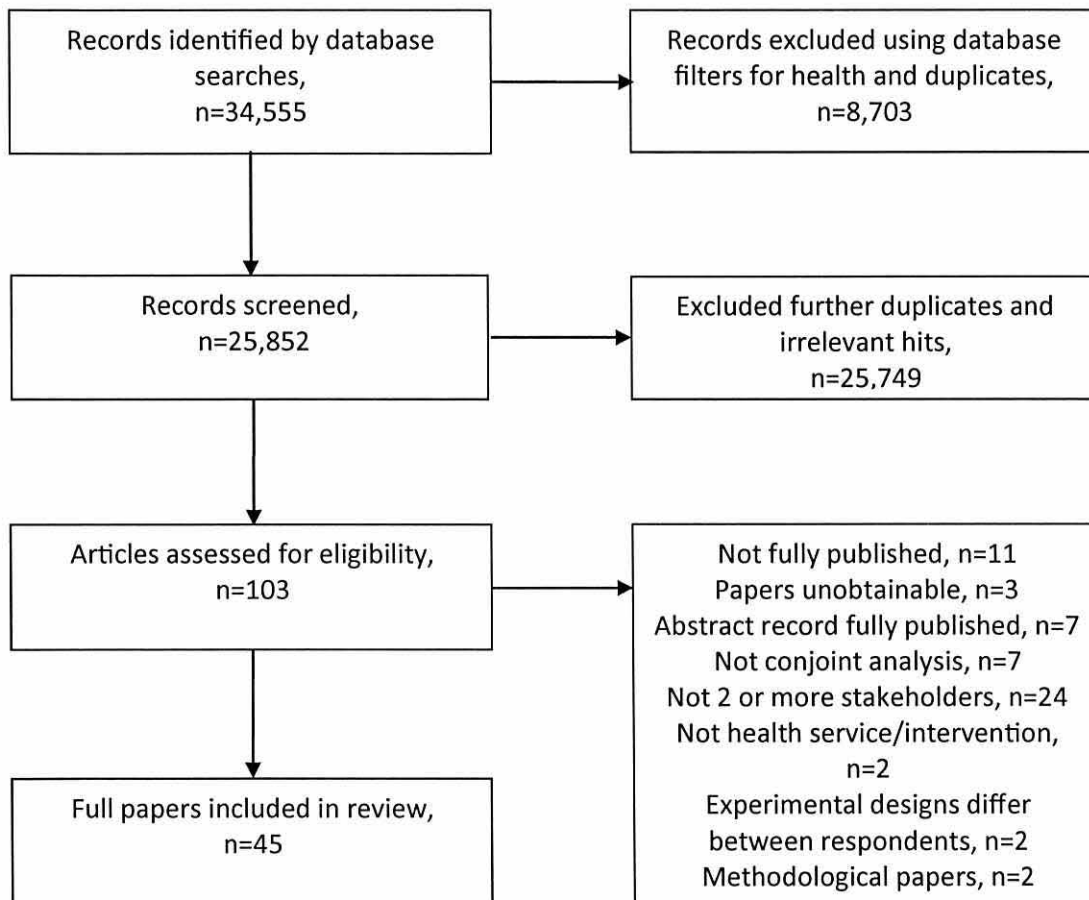 Records identified by database
searches,
n=34,555
Records excluded using database
filters for health and duplicates,
n=8,703
Records screened,
n=25,852
Excluded further duplicates and
irrelevant hits,
n=25,749
Articles assessed for eligibility,
n=103
Not fully published, n=11
Papers unobtainable, n=3
Abstract record fully published, n=7
Not conjoint analysis, n=7
Not 2 or more stakeholders, n=24
Not health service/intervention,
n=2
Experimental designs differ
between respondents, n=2
Methodological papers, n=2
Full papers included in review,
n=45